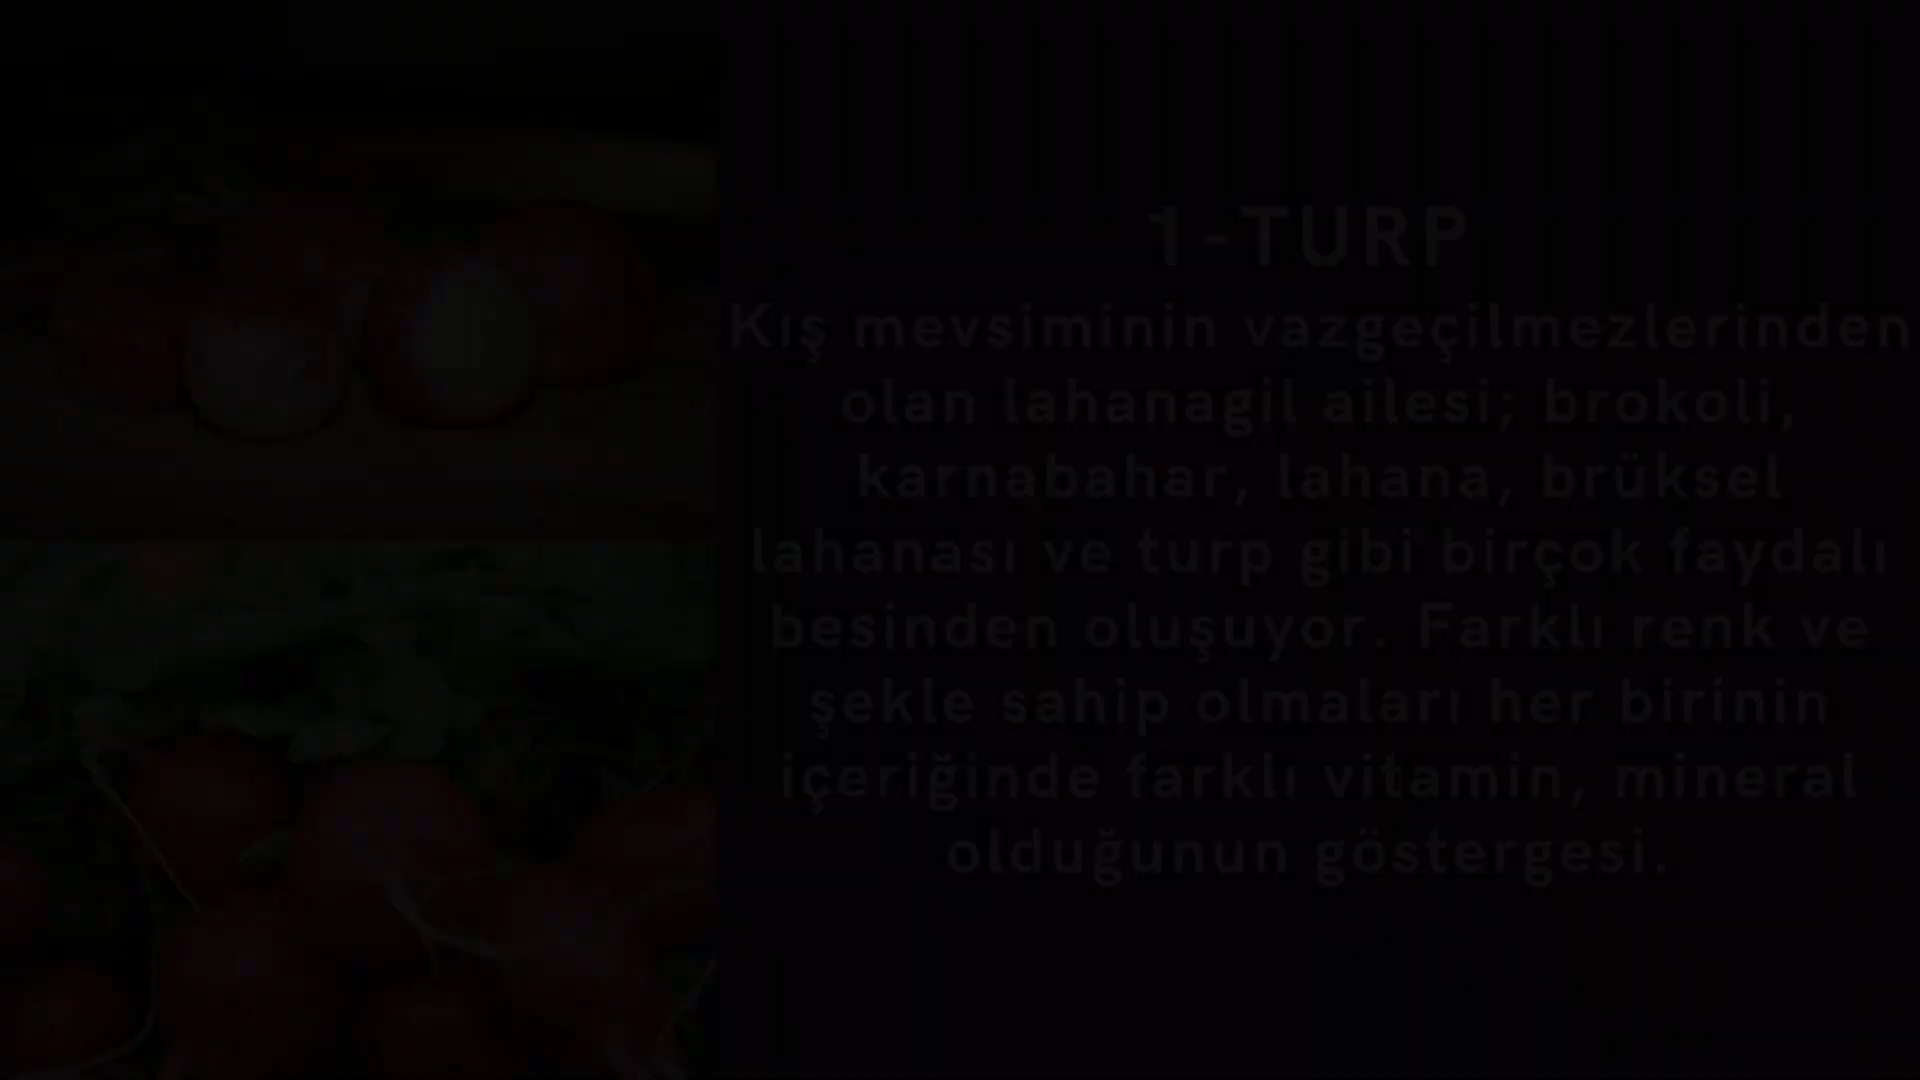 1-TURP
Kış mevsiminin vazgeçilmezlerinden
olan lahanagil ailesi; brokoli,
karnabahar, lahana, brüksel
lahanası ve turp gibi birçok faydalı
besinden oluşuyor. Farklı renk ve
şekle sahip olmaları her birinin
içeriğinde farklı vitamin, mineral
olduğunun göstergesi.